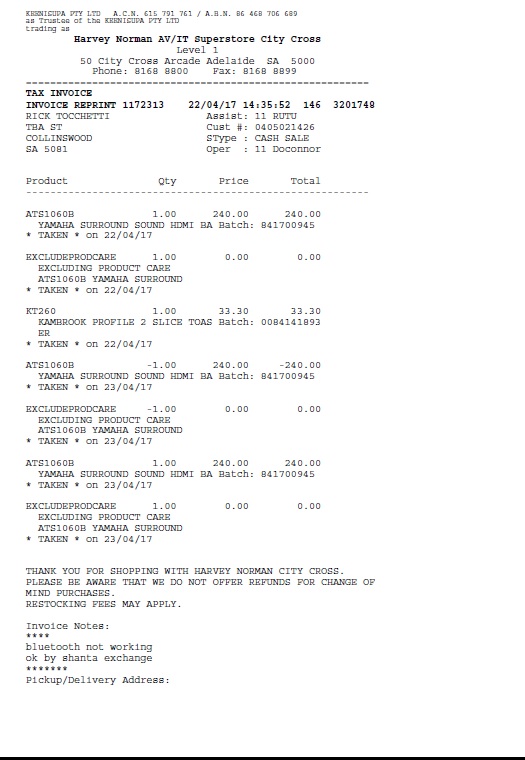 KHHNISUPA PTY LTD   A.C.N. 615 791 761 / A.B.N. 86 468 706 689
as Trustee of the KHHNISUPA PTY LTD
trading as
Harvey Norman AV/IT Superstore City Cross
Level 1
50 City Cross Arcade Adelaide  SA  5000
Phone: 8168 8800    Fax: 8168 8899
TAX INVOICE
INVOICE REPRINT 1172313    22/04/17 14:35:52  146  3201748
RICK TOCCHETTI    Assist: 11 RUTU
TBA ST    Cust #: 0405021426
COLLINSWOOD    SType : CASH SALE
SA 5081    Oper  : 11 Doconnor
Product    Qty    Price    Total
ATS1060B    1.00    240.00    240.00
YAMAHA SURROUND SOUND HDMI BA Batch: 841700945
* TAKEN * on 22/04/17
EXCLUDEPRODCARE    1.00    0.00    0.00
EXCLUDING PRODUCT CARE
ATS1060B YAMAHA SURROUND
* TAKEN * on 22/04/17
KT260    1.00    33.30    33.30
KAMBROOK PROFILE 2 SLICE TOAS Batch: 0084141893
ER
* TAKEN * on 22/04/17
ATS1060B    -1.00    240.00    -240.00
YAMAHA SURROUND SOUND HDMI BA Batch: 841700945
* TAKEN * on 23/04/17
EXCLUDEPRODCARE    -1.00    0.00    0.00
EXCLUDING PRODUCT CARE
ATS1060B YAMAHA SURROUND
* TAKEN * on 23/04/17
ATS1060B    1.00    240.00    240.00
YAMAHA SURROUND SOUND HDMI BA Batch: 841700945
* TAKEN * on 23/04/17
EXCLUDEPRODCARE    1.00    0.00    0.00
EXCLUDING PRODUCT CARE
ATS1060B YAMAHA SURROUND
* TAKEN * on 23/04/17
THANK YOU FOR SHOPPING WITH HARVEY NORMAN CITY CROSS.
PLEASE BE AWARE THAT WE DO NOT OFFER REFUNDS FOR CHANGE OF
MIND PURCHASES.
RESTOCKING FEES MAY APPLY.
Invoice Notes:
****
bluetooth not working
ok by shanta exchange
*******
Pickup/Delivery Address: